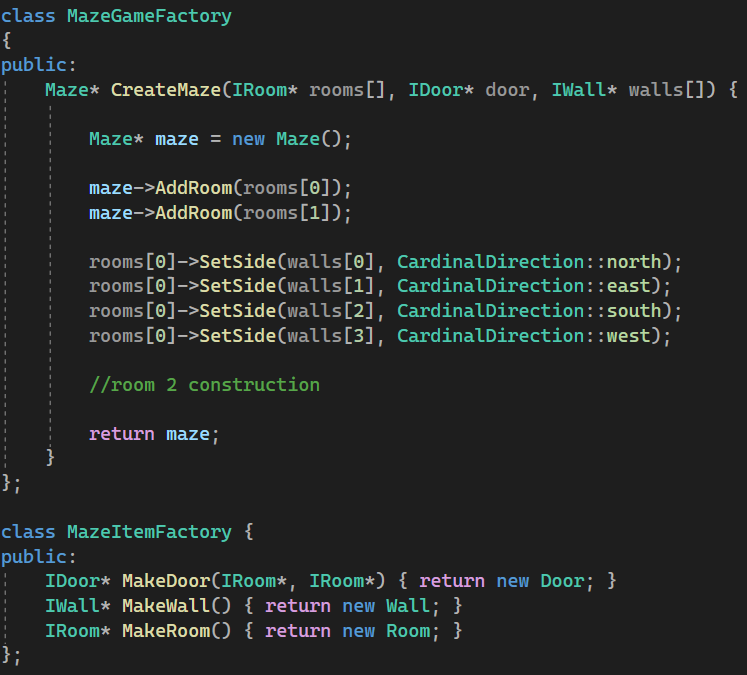 class MazeGameFactory
{
public:
    Maze* CreateMaze(IRoom* rooms[], IDoor* door, IWall* walls[]) {

        Maze* maze = new Maze();

        maze->AddRoom(rooms[0]);
        maze->AddRoom(rooms[1]);

        rooms[0]->SetSide(walls[0], CardinalDirection::north);
        rooms[0]->SetSide(walls[1], CardinalDirection::east);
        rooms[0]->SetSide(walls[2], CardinalDirection::south);
        rooms[0]->SetSide(walls[3], CardinalDirection::west);

        //room 2 construction

        return maze;
    }
};

class MazeItemFactory {
public:
    IDoor* MakeDoor(IRoom*, IRoom*) { return new Door; }
    IWall* MakeWall() { return new Wall; }
    IRoom* MakeRoom() { return new Room; }
};